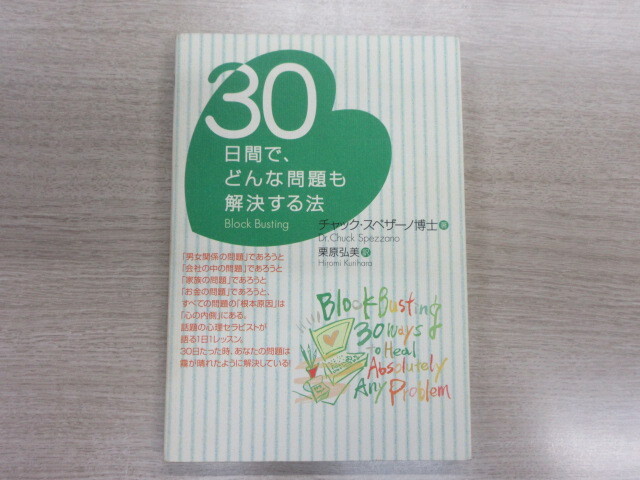 30
日間で、
どんな問題も
解決する法
Block Busting
チャック・スペザーノ博士 著
Dr.Chuck Spezzano
栗原弘美 訳
Hiromi Kurihara
「男女関係の問題」であろうと
「会社の中の問題」であろうと
「家族の問題」であろうと
「お金の問題」であろうと、
すべての問題の「根本原因」は
「心の内側」にある。
話題の心理セラピストが
語る1日1レッスン。
30日たった時、あなたの問題は
霧が晴れたように解決している!
Block Busting
30 Ways
to Heal
Absolutely
Any Problem